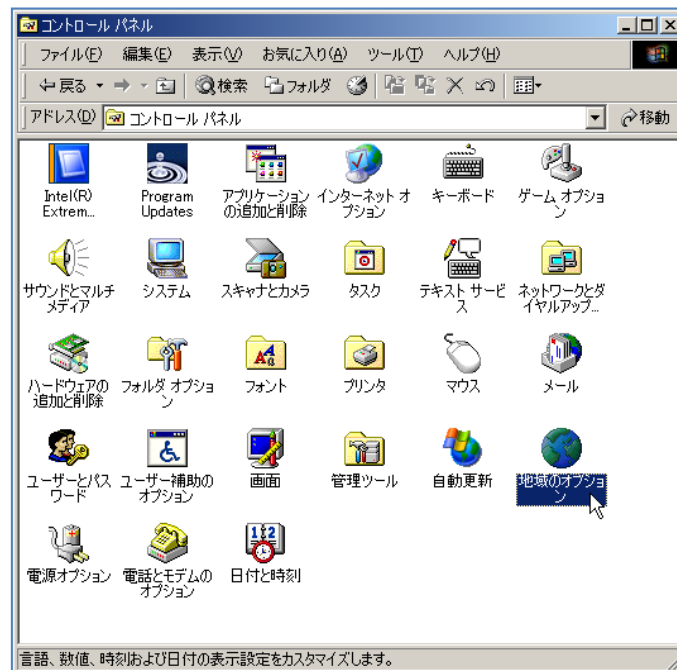 コントロール パネル
ファイル(F) 編集(E) 表示(V) お気に入り(A) ツール(T) ヘルプ(H)
戻る 検索 フォルダ
アドレス(D) コントロール パネル 移動
Intel(R)
Extrem...
Program
Updates
アプリケーション
の追加と削除
インターネット オ
プション
キーボード
ゲーム オプショ
ン
サウンドとマルチ
メディア
システム
スキャナとカメラ
タスク
テキスト サービ
ス
ネットワークとダ
イヤルアップ...
ハードウェアの
追加と削除
フォルダ オプショ
ン
フォント
プリンタ
マウス
メール
ユーザーとパス
ワード
ユーザー補助の
オプション
画面
管理ツール
自動更新
地域のオプショ
ン
電源オプション
電話とモデムの
オプション
日付と時刻
言語、数値、時刻および日付の表示設定をカスタマイズします。